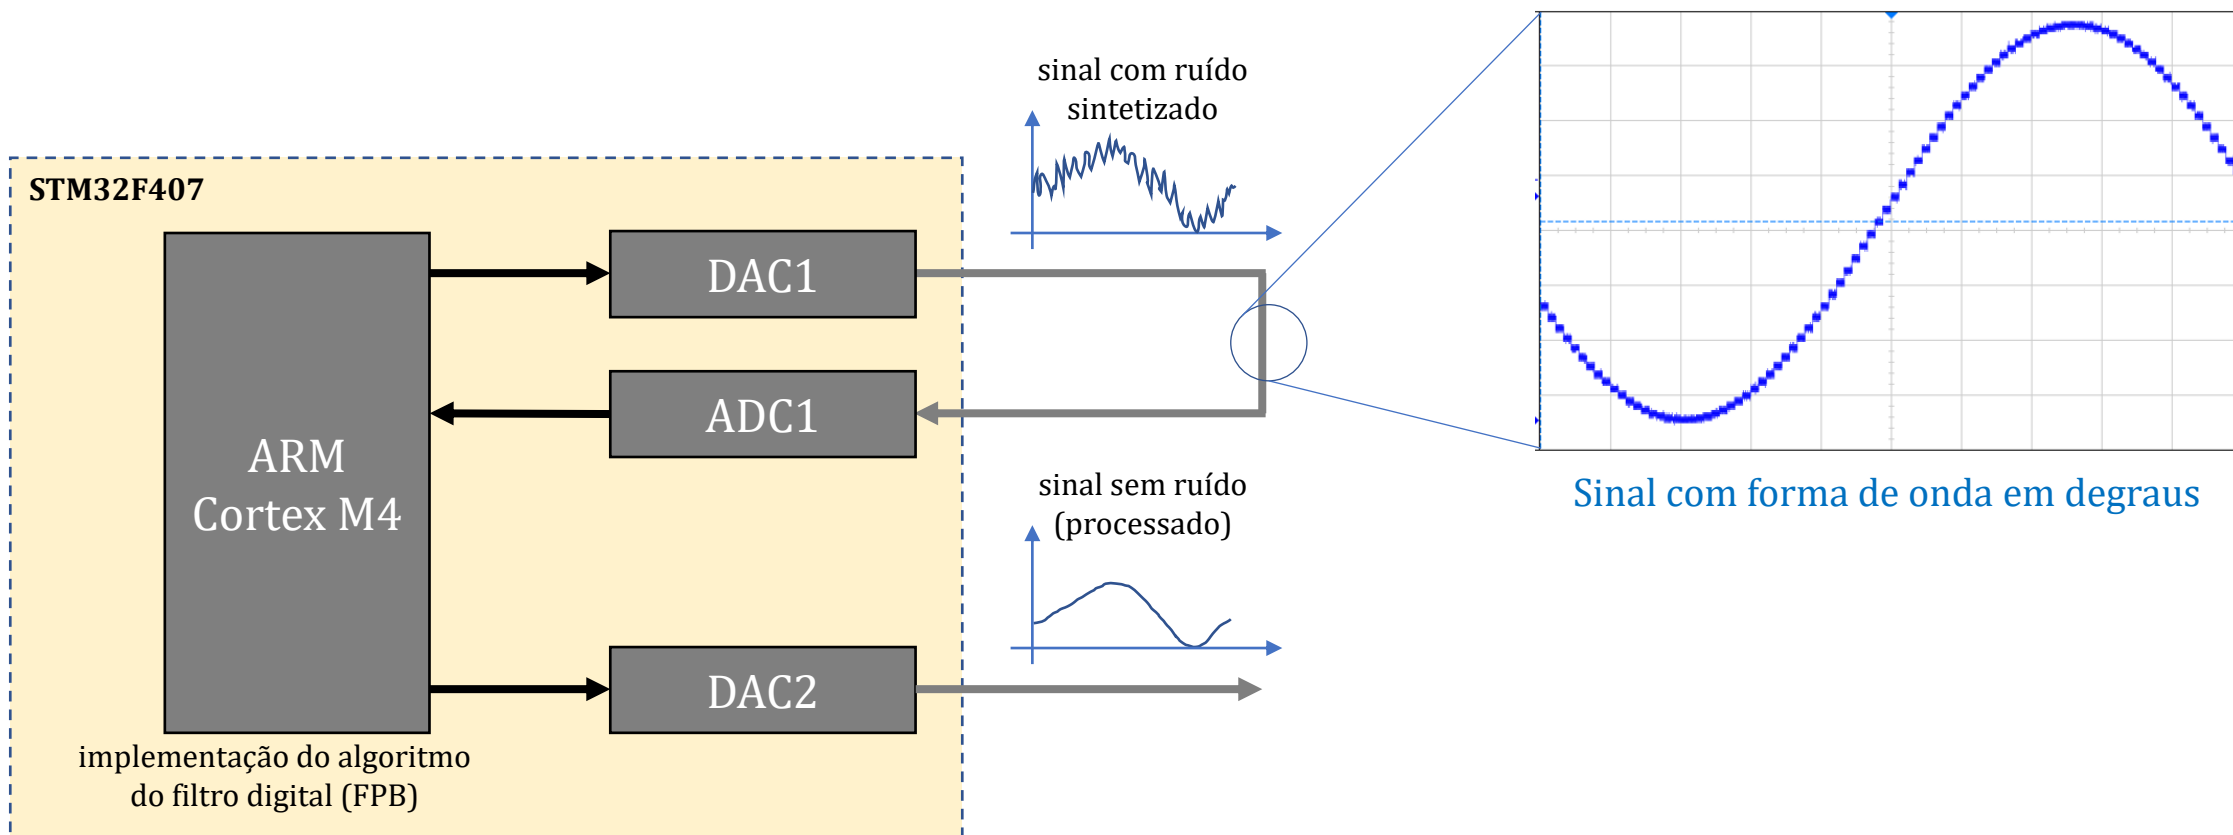 sinal com ruído
sintetizado
STM32F407
DAC1
ADC1
ARM
Cortex M4
sinal sem ruído
(processado)
Sinal com forma de onda em degraus
DAC2
implementação do algoritmo
do filtro digital (FPB)